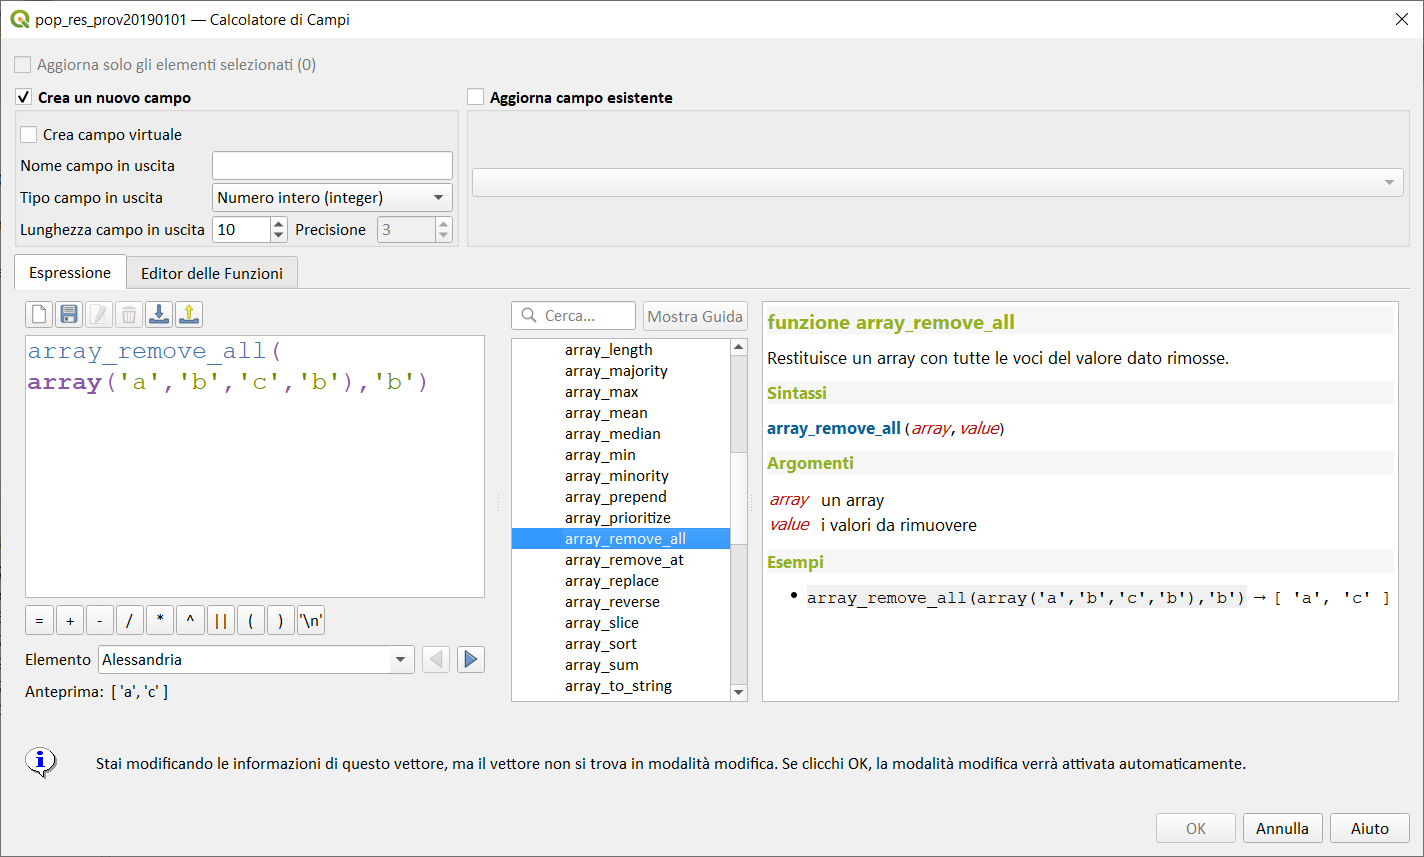 pop_res_prov20190101 — Calcolatore di Campi
Aggiorna solo gli elementi selezionati (0)
Crea un nuovo campo
Aggiorna campo esistente
Crea campo virtuale
Nome campo in uscita
Tipo campo in uscita Numero intero (integer)
Lunghezza campo in uscita 10 Precisione 3
Espressione Editor delle Funzioni
Cerca... Mostra Guida
array_remove_all(
array('a','b','c','b'),'b')
= + - / * ^ || ( ) '\n'
Elemento Alessandria
Anteprima: [ 'a', 'c' ]
array_length
array_majority
array_max
array_mean
array_median
array_min
array_minority
array_prepend
array_prioritize
array_remove_all
array_remove_at
array_replace
array_reverse
array_slice
array_sort
array_sum
array_to_string
funzione array_remove_all
Restituisce un array con tutte le voci del valore dato rimosse.
Sintassi
array_remove_all(array, value)
Argomenti
array un array
value i valori da rimuovere
Esempi
• array_remove_all(array('a','b','c','b'),'b') → [ 'a', 'c' ]
Stai modificando le informazioni di questo vettore, ma il vettore non si trova in modalità modifica. Se clicchi OK, la modalità modifica verrà attivata automaticamente.
OK Annulla Aiuto